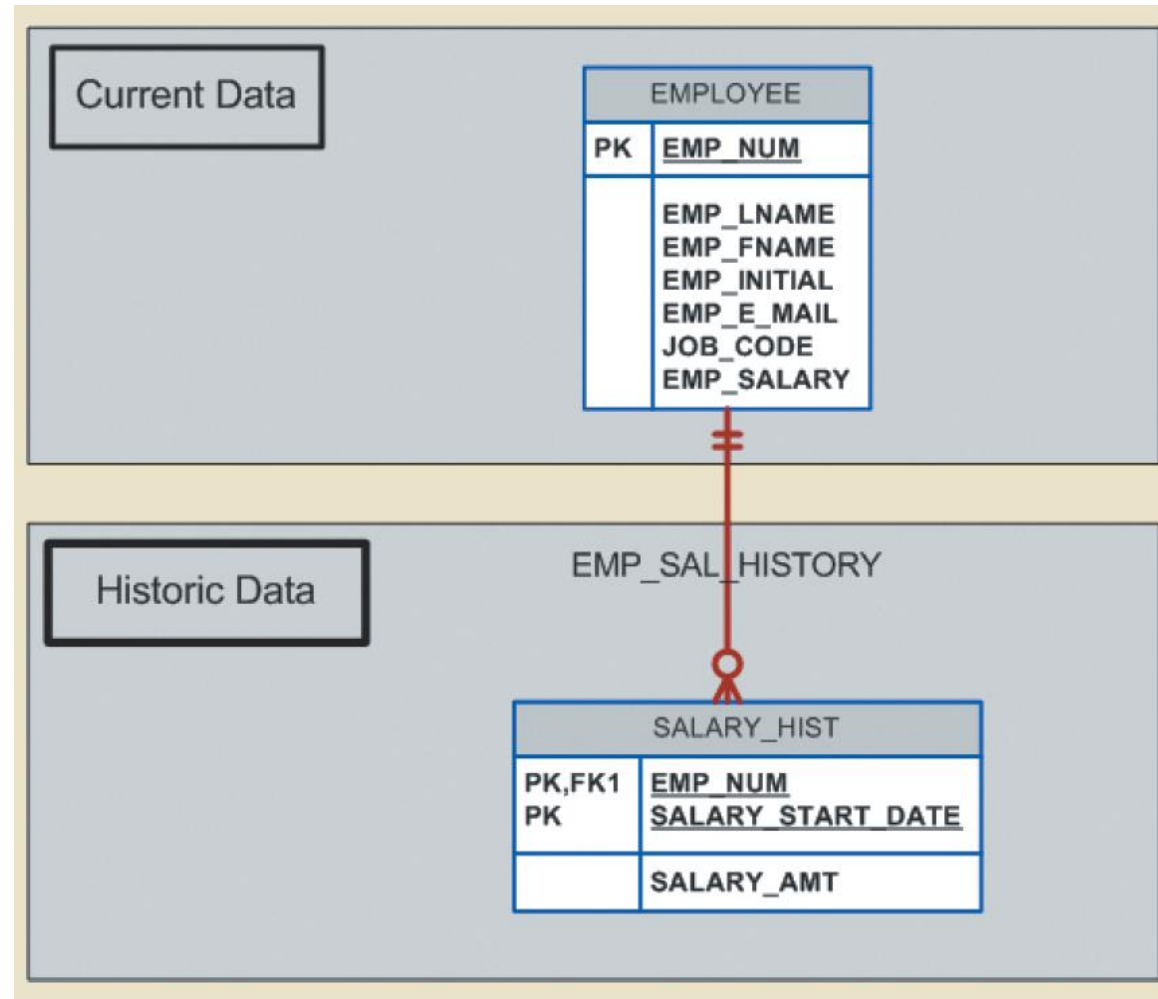 Current Data
EMPLOYEE
PK EMP_NUM
EMP_LNAME
EMP_FNAME
EMP_INITIAL
EMP_E_MAIL
JOB_CODE
EMP_SALARY
Historic Data
EMP_SAL_HISTORY
SALARY_HIST
PK,FK1 EMP_NUM
PK SALARY_START_DATE
SALARY_AMT